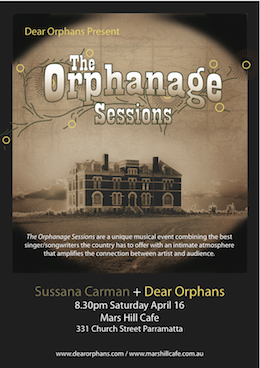 Dear Orphans Present
The
Orphanage
Sessions
The Orphanage Sessions are a unique musical event combining the best
singer/songwriters the country has to offer with an intimate atmosphere
that amplifies the connection between artist and audience.
Sussana Carman + Dear Orphans
8.30pm Saturday April 16
Mars Hill Cafe
331 Church Street Parramatta
www.dearorphans.com / www.marshillcafe.com.au